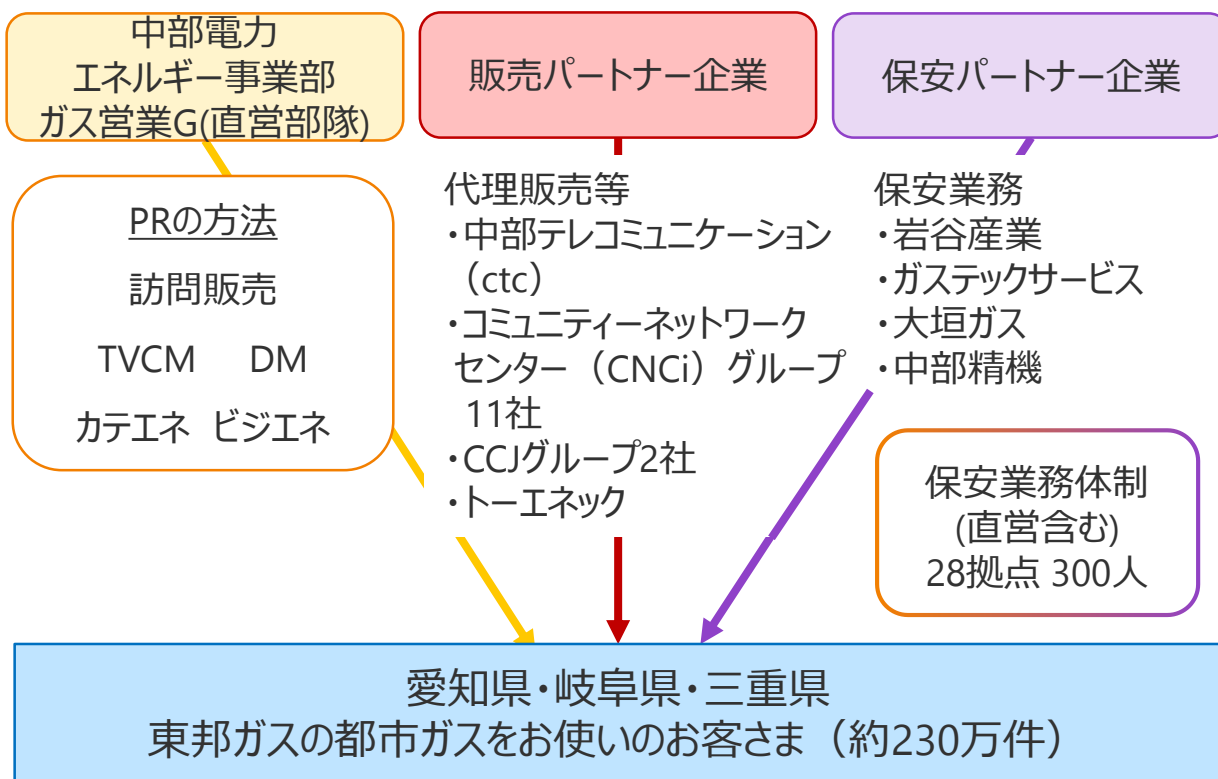 中部電力
エネルギー事業部
ガス営業G(直営部隊)
販売パートナー企業
保安パートナー企業
PRの方法
訪問販売
TVCM DM
カテエネ ビジエネ
代理販売等
・中部テレコミュニケーション
（ctc）
・コミュニティーネットワーク
センター（CNCi）グループ
11社
・CCJグループ2社
・トーエネック
保安業務
・岩谷産業
・ガステックサービス
・大垣ガス
・中部精機
保安業務体制
(直営含む)
28拠点 300人
愛知県・岐阜県・三重県
東邦ガスの都市ガスをお使いのお客さま（約230万件）